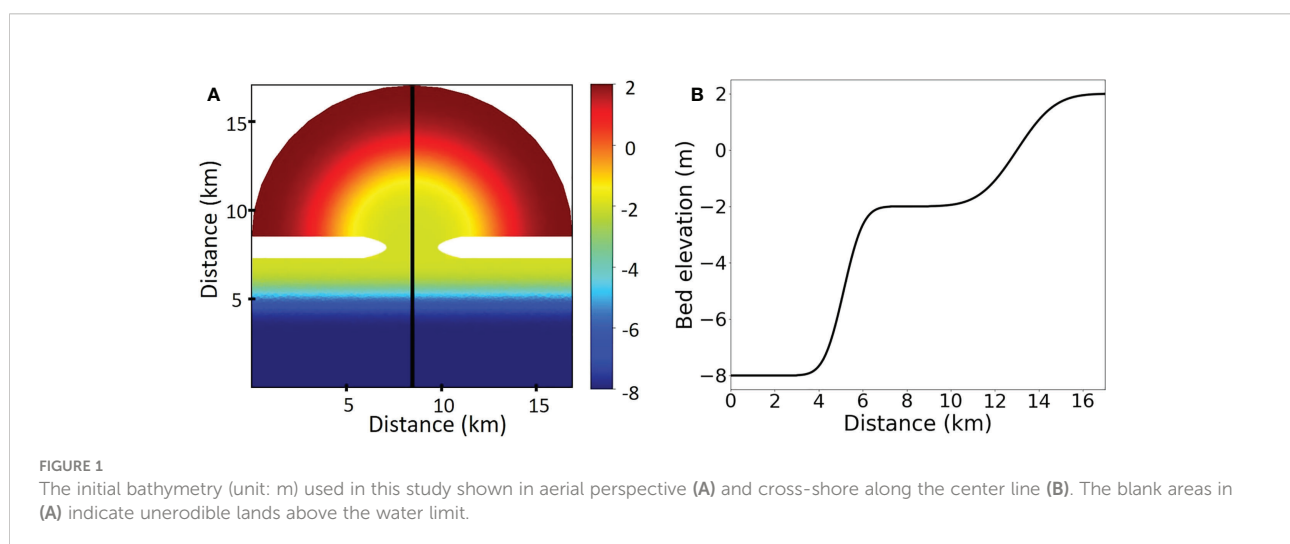 A
15
10
5
Distance (km)
5
10
15
Distance (km)
2
0
-2
-4
-6
-8
B
2
0
−2
−4
−6
−8
Bed elevation (m)
0 2 4 6 8 10 12 14 16
Distance (km)
FIGURE 1
The initial bathymetry (unit: m) used in this study shown in aerial perspective (A) and cross-shore along the center line (B). The blank areas in
(A) indicate unerodible lands above the water limit.